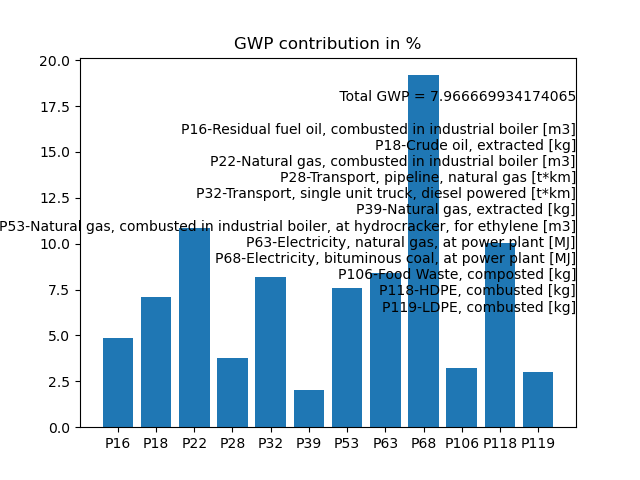 GWP contribution in %
20.0
17.5
15.0
12.5
10.0
7.5
5.0
2.5
0.0
Total GWP = 7.966669934174065
P16-Residual fuel oil, combusted in industrial boiler [m3]
P18-Crude oil, extracted [kg]
P22-Natural gas, combusted in industrial boiler [m3]
P28-Transport, pipeline, natural gas [t*km]
P32-Transport, single unit truck, diesel powered [t*km]
P39-Natural gas, extracted [kg]
P53-Natural gas, combusted in industrial boiler, at hydrocracker, for ethylene [m3]
P63-Electricity, natural gas, at power plant [MJ]
P68-Electricity, bituminous coal, at power plant [MJ]
P106-Food Waste, composted [kg]
P118-HDPE, combusted [kg]
P119-LDPE, combusted [kg]
P16 P18 P22 P28 P32 P39 P53 P63 P68 P106 P118 P119